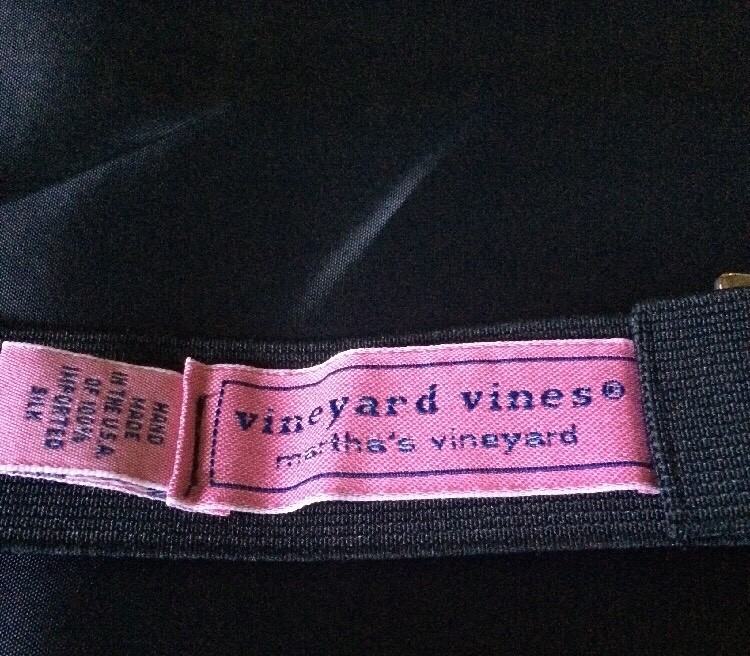 HAND
MADE
IN THE U.S.A
OF 100%
IMPORTED
SILK
vineyard vines®
martha's vineyard